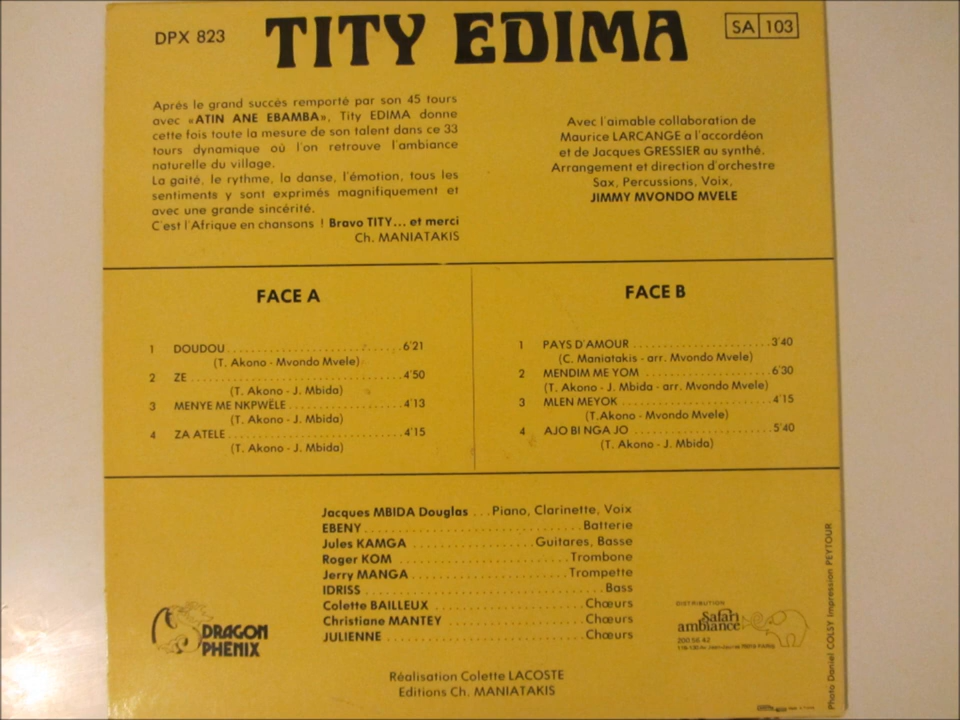 DPX 823
TITY EDIMA
SA 103
Aprés le grand succès remporté par son 45 tours
avec «ATIN ANE EBAMBA», Tity EDIMA donne
cette fois toute la mesure de son talent dans ce 33
tours dynamique où l'on retrouve l'ambiance
naturelle du village.
La gaité, le rythme, la danse, l'émotion, tous les
sentiments y sont exprimés magnifiquement et
avec une grande sincérité.
C'est l'Afrique en chansons ! Bravo TITY... et merci
Ch. MANIATAKIS
Avec l'aimable collaboration de
Maurice LARCANGE a l'accordéon
et de Jacques GRESSIER au synthé.
Arrangement et direction d'orchestre
Sax, Percussions, Voix,
JIMMY MVONDO MVELE
FACE A
1 DOUDOU 6'21
(T. Akono - Mvondo Mvele)
2 ZE 4'50
(T. Akono - J. Mbida)
3 MENYE ME NKPWËLE 4'13
(T. Akono - J. Mbida)
4 ZA ATELE 4'15
(T. Akono - J. Mbida)
FACE B
1 PAYS D'AMOUR 3'40
(C. Maniatakis - arr. Mvondo Mvele)
2 MENDIM ME YOM 6'30
(T. Akono - J. Mbida - arr. Mvondo Mvele)
3 MLEN MEYOK 4'15
(T.Akono - Mvondo Mvele)
4 AJO BI NGA JO 5'40
(T. Akono - J. Mbida)
Jacques MBIDA Douglas ...Piano, Clarinette, Voix
EBENY Batterie
Jules KAMGA Guitares, Basse
Roger KOM Trombone
Jerry MANGA Trompette
IDRISS Bass
Colette BAILLEUX Chœurs
Christiane MANTEY Chœurs
JULIENNE Chœurs
DRAGON
PHENIX
DISTRIBUTION
Safari
ambiance
200 56 42
Réalisation Colette LACOSTE
Editions Ch. MANIATAKIS
Photo Daniel COLSY Impression PEYTOUR